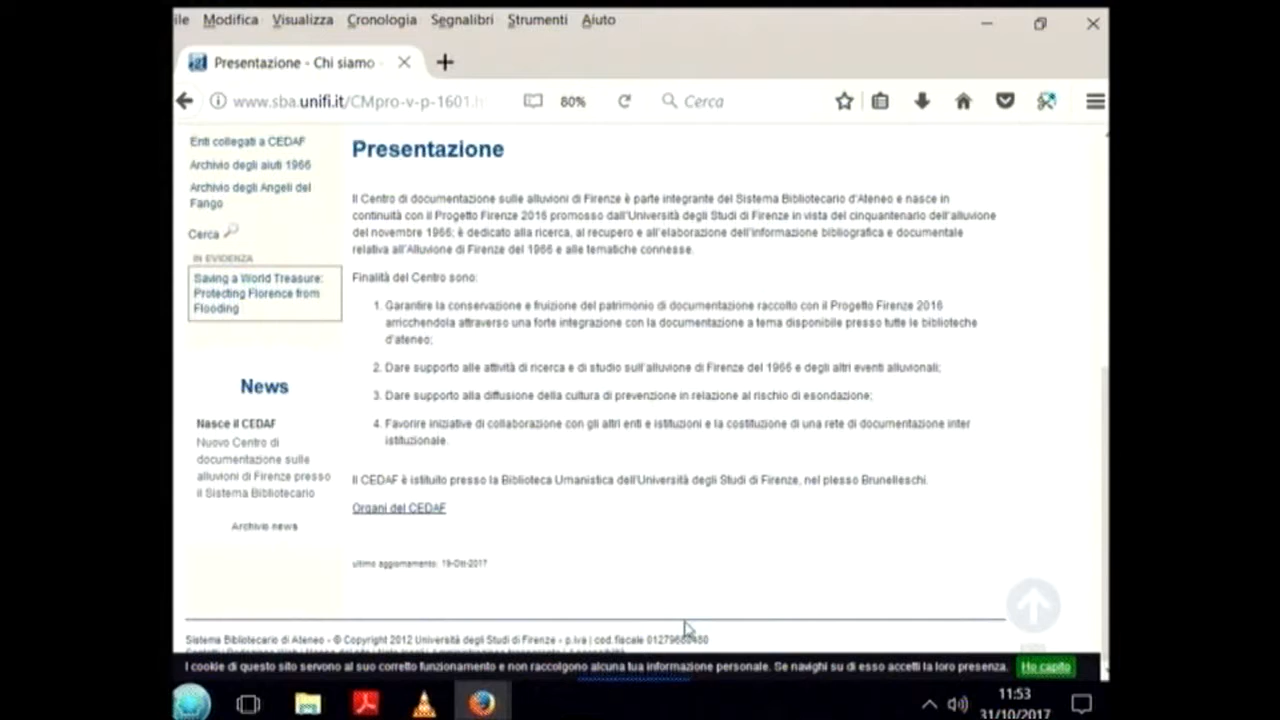 ile Modifica Visualizza Cronologia Segnalibri Strumenti Aiuto
Presentazione - Chi siamo -
www.sba.unifi.it/CMpro-v-p-1601.h
80%
Cerca
Enti collegati a CEDAF
Archivio degli aiuti 1966
Archivio degli Angeli del
Fango
Cerca
IN EVIDENZA
Saving a World Treasure:
Protecting Florence from
Flooding
News
Nasce il CEDAF
Nuovo Centro di
documentazione sulle
alluvioni di Firenze presso
il Sistema Bibliotecario
Archivio news
Presentazione
Il Centro di documentazione sulle alluvioni di Firenze è parte integrante del Sistema Bibliotecario d'Ateneo e nasce in
continuità con il Progetto Firenze 2016 promosso dall'Università degli Studi di Firenze in vista del cinquantenario dell'alluvione
del novembre 1966; è dedicato alla ricerca, al recupero e all'elaborazione dell'informazione bibliografica e documentale
relativa all'Alluvione di Firenze del 1966 e alle tematiche connesse.
Finalità del Centro sono:
1. Garantire la conservazione e fruizione del patrimonio di documentazione raccolto con il Progetto Firenze 2016
arricchendola attraverso una forte integrazione con la documentazione a tema disponibile presso tutte le biblioteche
d'ateneo;
2. Dare supporto alle attività di ricerca e di studio sull'alluvione di Firenze del 1966 e degli altri eventi alluvionali;
3. Dare supporto alla diffusione della cultura di prevenzione in relazione al rischio di esondazione;
4. Favorire iniziative di collaborazione con gli altri enti e istituzioni e la costituzione di una rete di documentazione inter
istituzionale.
Il CEDAF è istituito presso la Biblioteca Umanistica dell'Università degli Studi di Firenze, nel plesso Brunelleschi.
Organi del CEDAF
ultimo aggiornamento: 19-Ott-2017
Sistema Bibliotecario di Ateneo - © Copyright 2012 Università degli Studi di Firenze - p.iva | cod.fiscale 01279680480
I cookie di questo sito servono al suo corretto funzionamento e non raccolgono alcuna tua informazione personale. Se navighi su di esso accetti la loro presenza. Ho capito
11:53
31/10/2017